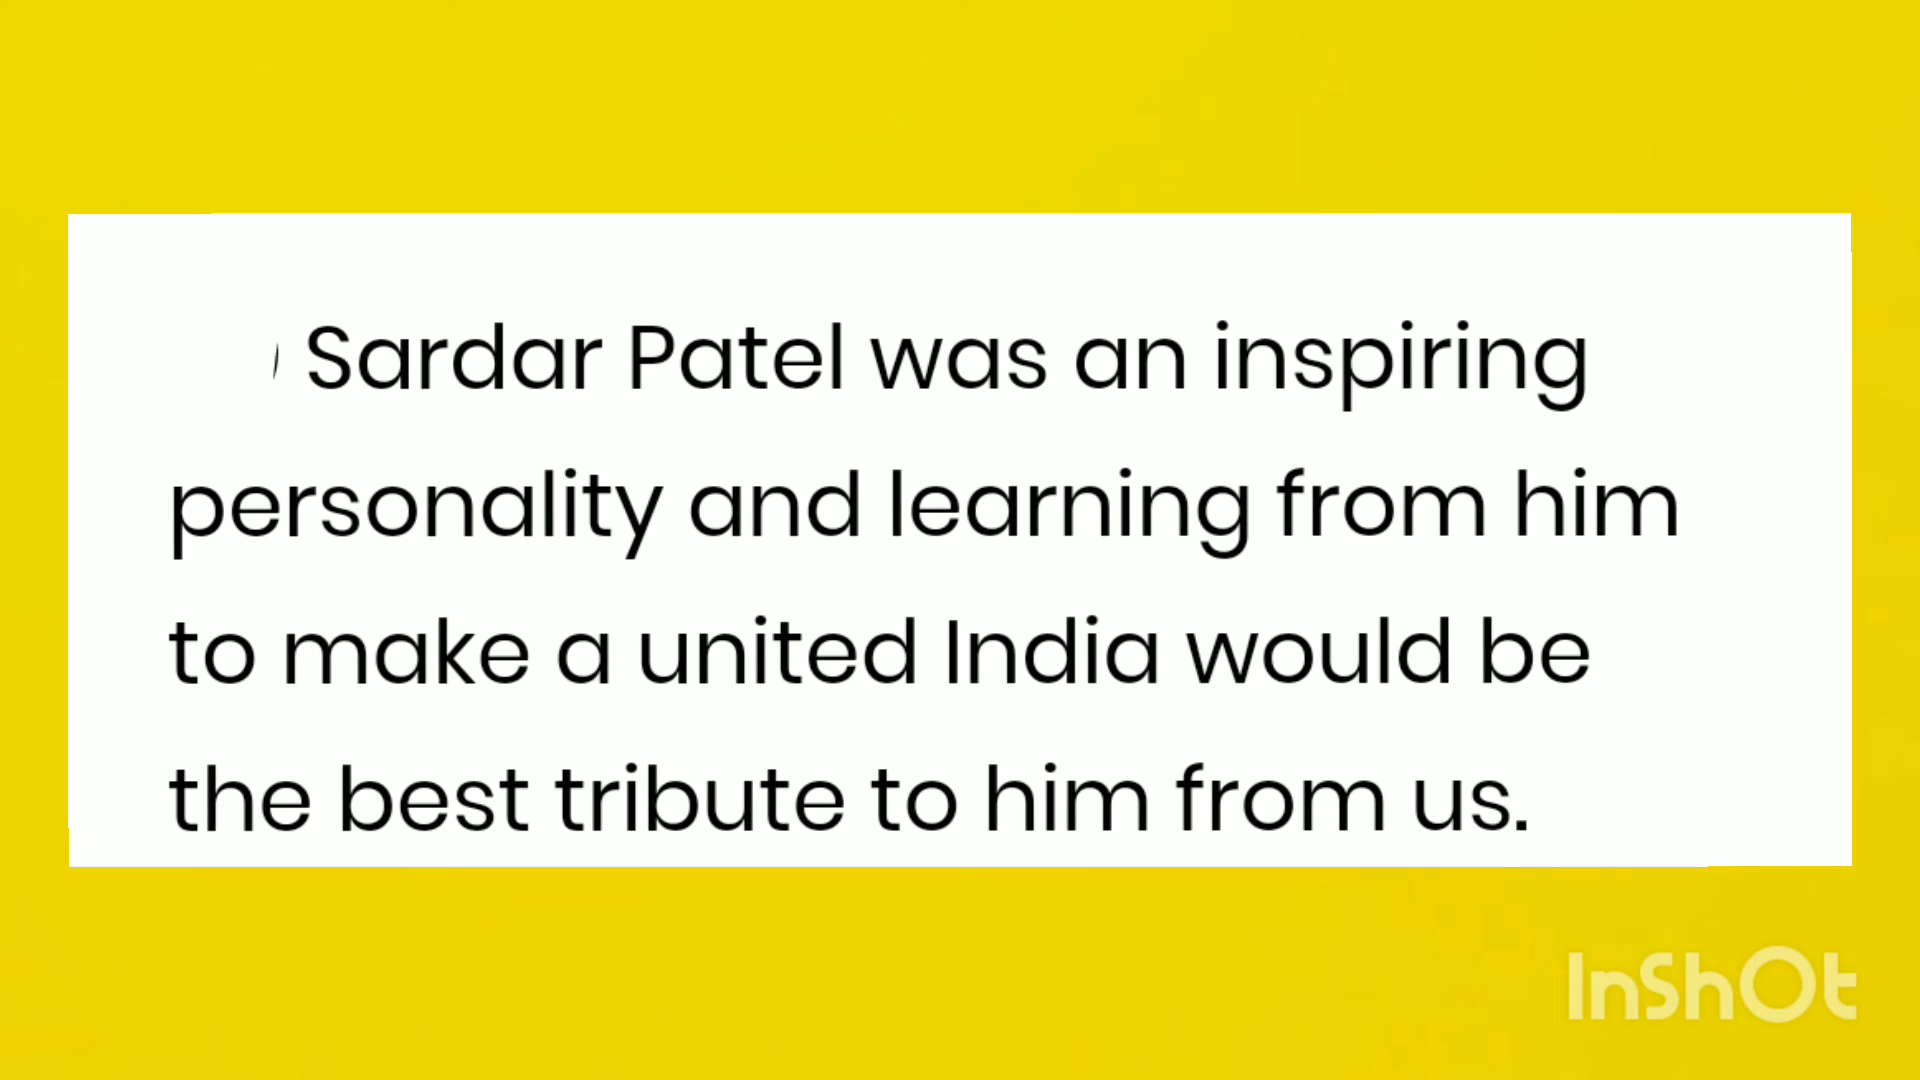 ) Sardar Patel was an inspiring
personality and learning from him
to make a united India would be
the best tribute to him from us.
InShOt